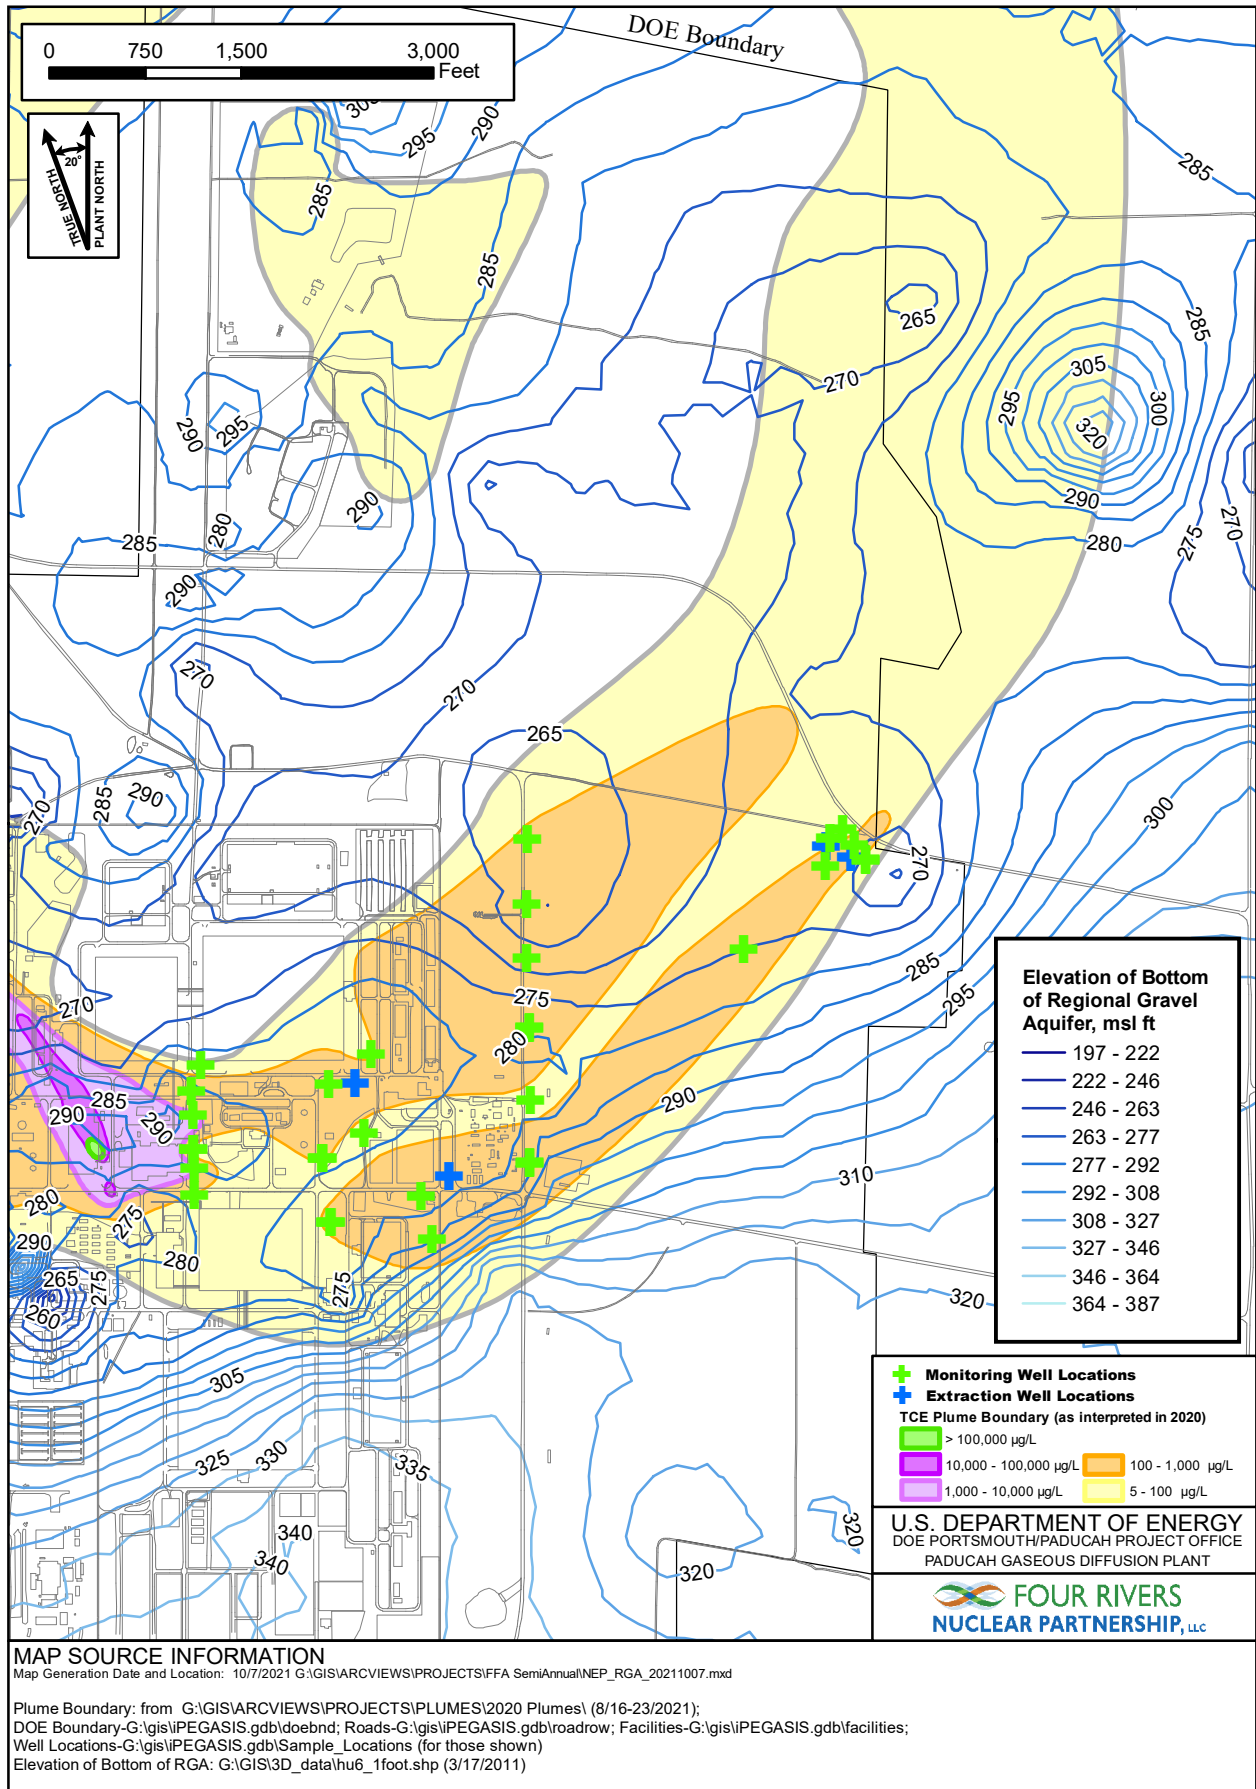 0 750 1,500 3,000
Feet
DOE Boundary
TRUE NORTH
20°
PLANT NORTH
295
290
285
285
285
265
270
285
305
295
300
320
290
280
275
270
290
295
290
280
285
290
270
270
265
285
290
270
300
285
295
275
280
270
270
285
290
290
290
310
280
275
280
290
265
275
260
275
320
305
325
330
335
340
340
320
320
Elevation of Bottom
of Regional Gravel
Aquifer, msl ft
197 - 222
222 - 246
246 - 263
263 - 277
277 - 292
292 - 308
308 - 327
327 - 346
346 - 364
364 - 387
Monitoring Well Locations
Extraction Well Locations
TCE Plume Boundary (as interpreted in 2020)
> 100,000 µg/L
10,000 - 100,000 µg/L 100 - 1,000 µg/L
1,000 - 10,000 µg/L 5 - 100 µg/L
U.S. DEPARTMENT OF ENERGY
DOE PORTSMOUTH/PADUCAH PROJECT OFFICE
PADUCAH GASEOUS DIFFUSION PLANT
FOUR RIVERS
NUCLEAR PARTNERSHIP, LLC
MAP SOURCE INFORMATION
Map Generation Date and Location: 10/7/2021 G:\GIS\ARCVIEWS\PROJECTS\FFA SemiAnnual\NEP_RGA_20211007.mxd
Plume Boundary: from G:\GIS\ARCVIEWS\PROJECTS\PLUMES\2020 Plumes\ (8/16-23/2021);
DOE Boundary-G:\gis\iPEGASIS.gdb\doebnd; Roads-G:\gis\iPEGASIS.gdb\roadrow; Facilities-G:\gis\iPEGASIS.gdb\facilities;
Well Locations-G:\gis\iPEGASIS.gdb\Sample_Locations (for those shown)
Elevation of Bottom of RGA: G:\GIS\3D_data\hu6_1foot.shp (3/17/2011)